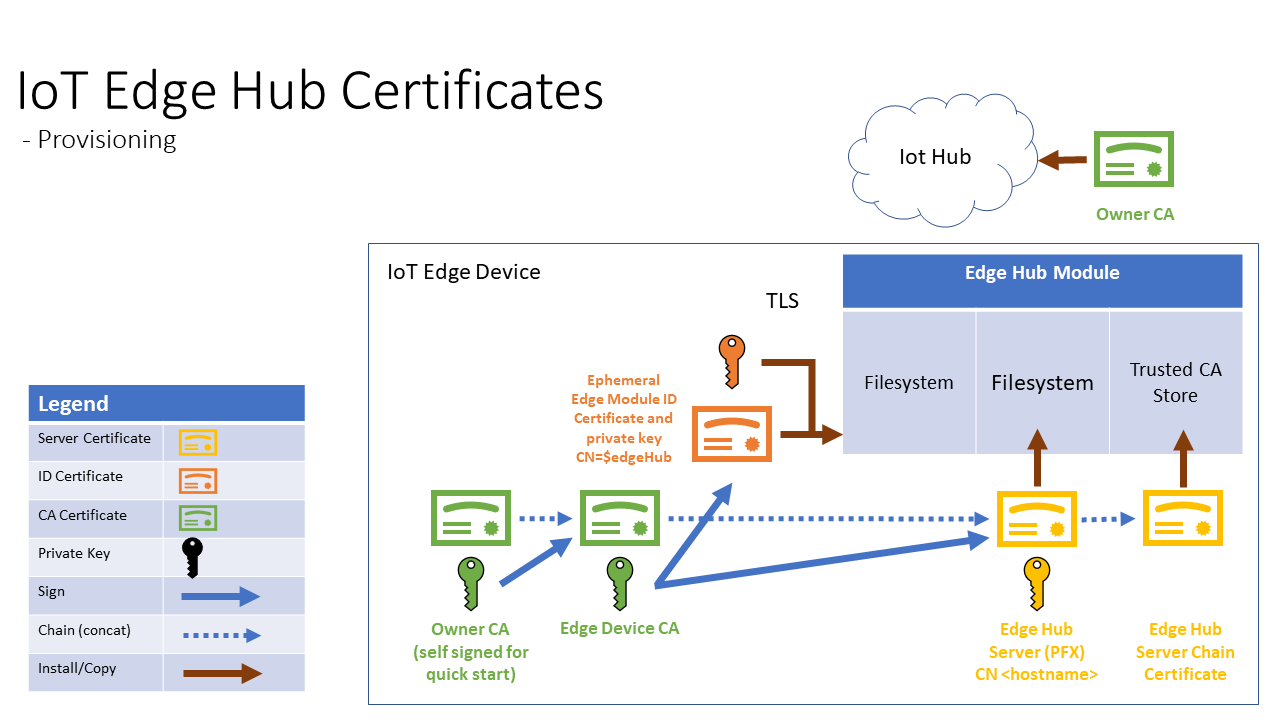 IoT Edge Hub Certificates
- Provisioning
Iot Hub
Owner CA
IoT Edge Device
Edge Hub Module
TLS
Filesystem
Filesystem
Trusted CA
Store
Ephemeral
Edge Module ID
Certificate and
private key
CN=$edgeHub
Legend
Server Certificate
ID Certificate
CA Certificate
Private Key
Sign
Chain (concat)
Install/Copy
Owner CA
(self signed for
quick start)
Edge Device CA
Edge Hub
Server (PFX)
CN <hostname>
Edge Hub
Server Chain
Certificate